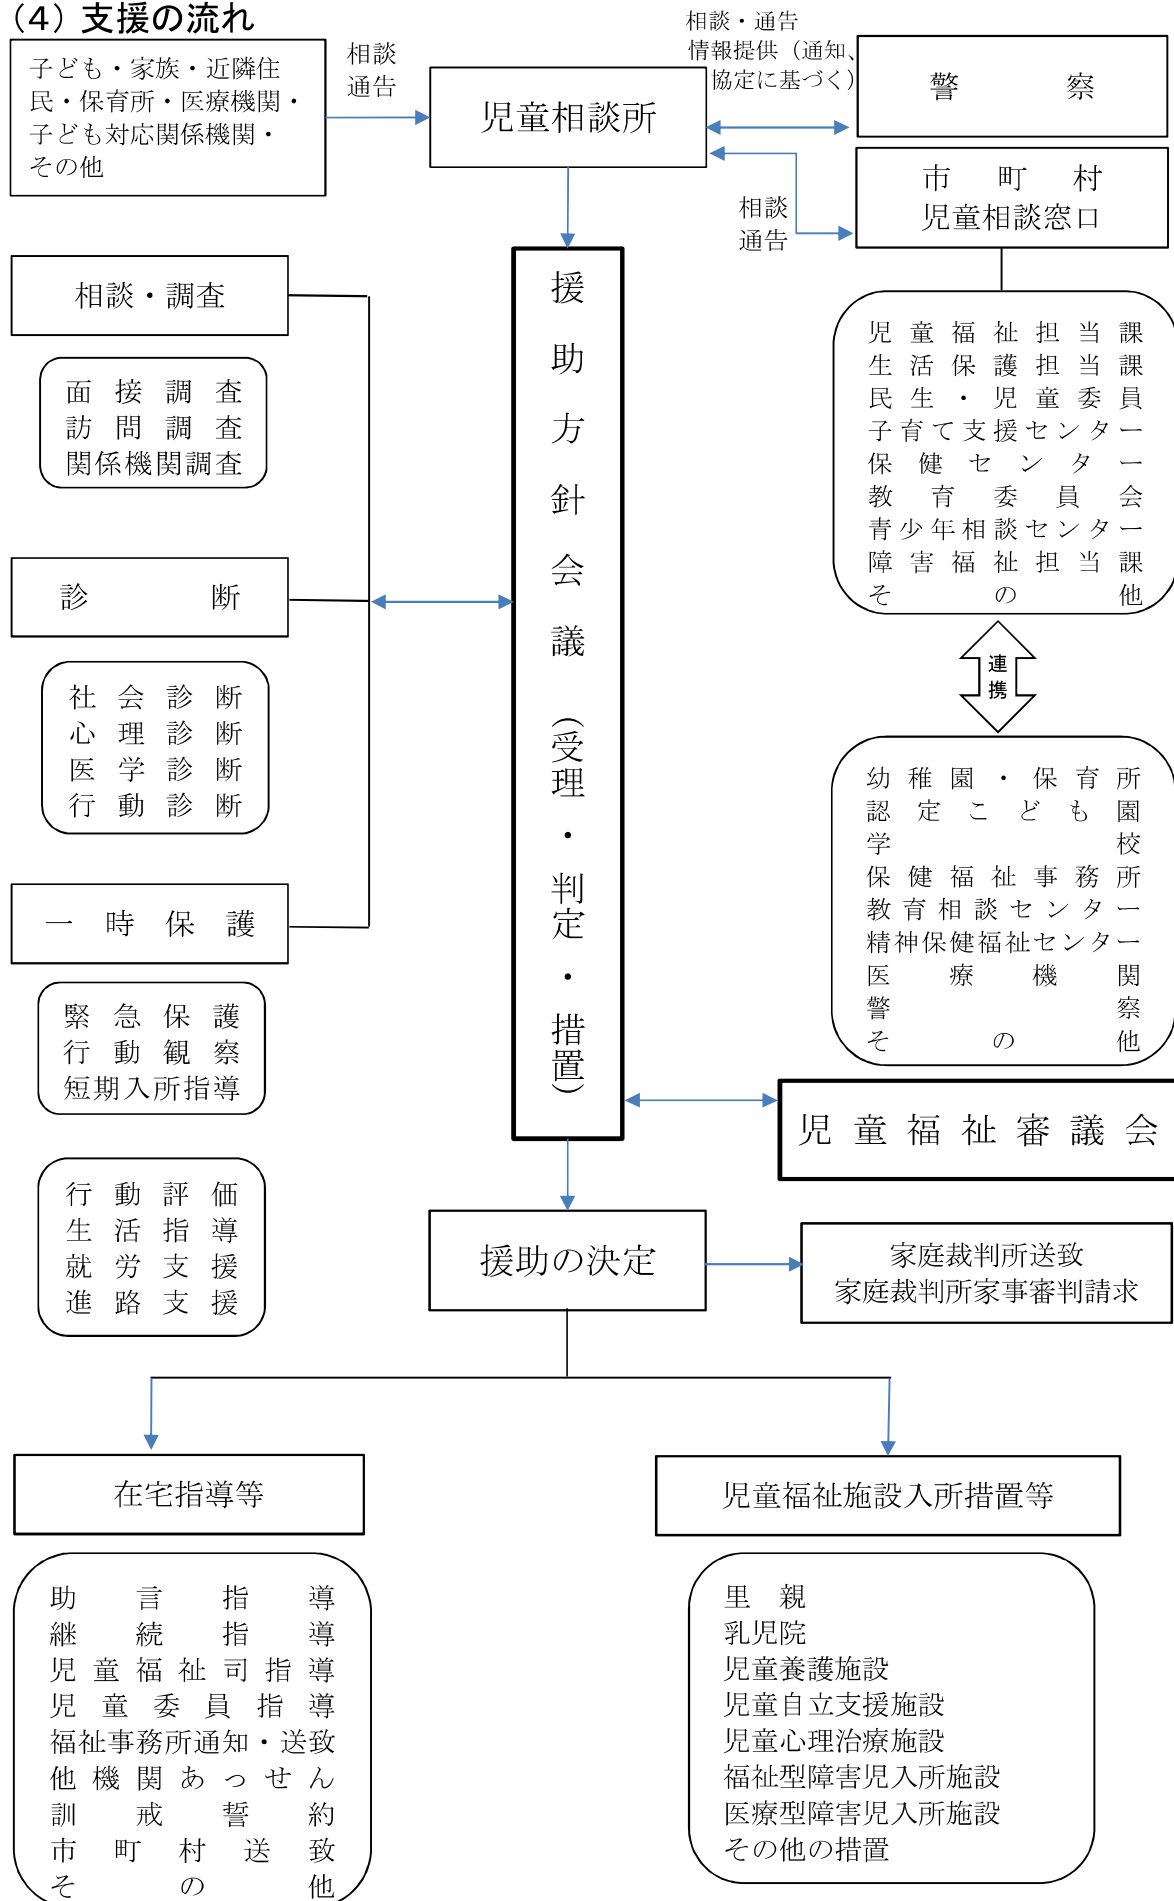 (4) 支援の流れ
子ども・家族・近隣住
民・保育所・医療機関・
子ども対応関係機関・
その他
相談
通告
児童相談所
相談・通告
情報提供（通知、
協定に基づく）
警察
相談
通告
市町村
児童相談窓口
児童福祉担当課
生活保護担当課
民生・児童委員
子育て支援センター
保健センター
教育委員会
青少年相談センター
障害福祉担当課
その他
連
携
幼稚園・保育所
認定こども園
学校
保健福祉事務所
教育相談センター
精神保健福祉センター
医療機関
警察
その他
相談・調査
面接調査
訪問調査
関係機関調査
診断
社会診断
心理診断
医学診断
行動診断
一時保護
緊急保護
行動観察
短期入所指導
行動評価
生活指導
就労支援
進路支援
援助方針会議（受理・判定・措置）
児童福祉審議会
援助の決定
家庭裁判所送致
家庭裁判所家事審判請求
在宅指導等
助言指導
継続指導
児童福祉司指導
児童委員指導
福祉事務所通知・送致
他機関あっせん
訓戒誓約
市町村送致
その他
児童福祉施設入所措置等
里親
乳児院
児童養護施設
児童自立支援施設
児童心理治療施設
福祉型障害児入所施設
医療型障害児入所施設
その他の措置